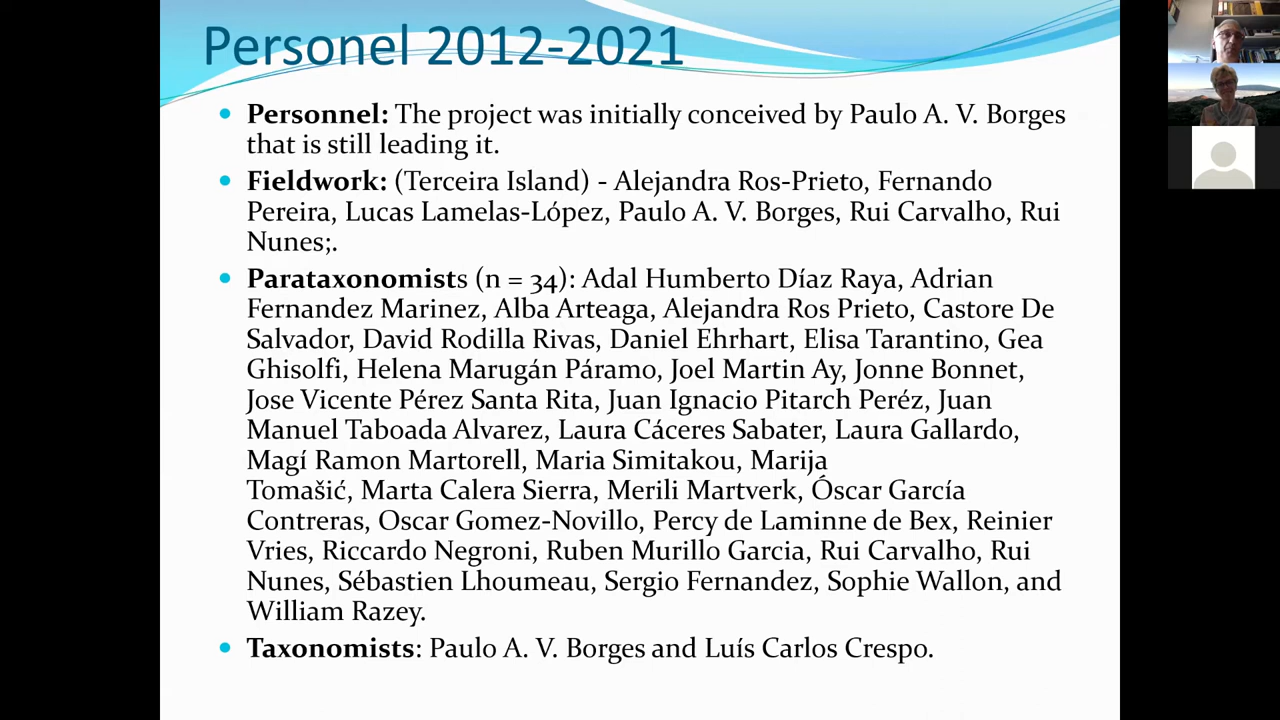 Personel 2012-2021
Personnel: The project was initially conceived by Paulo A. V. Borges
that is still leading it.
Fieldwork: (Terceira Island) - Alejandra Ros-Prieto, Fernando
Pereira, Lucas Lamelas-López, Paulo A. V. Borges, Rui Carvalho, Rui
Nunes;.
Parataxonomists (n = 34): Adal Humberto Díaz Raya, Adrian
Fernandez Marinez, Alba Arteaga, Alejandra Ros Prieto, Castore De
Salvador, David Rodilla Rivas, Daniel Ehrhart, Elisa Tarantino, Gea
Ghisolfi, Helena Marugán Páramo, Joel Martin Ay, Jonne Bonnet,
Jose Vicente Pérez Santa Rita, Juan Ignacio Pitarch Peréz, Juan
Manuel Taboada Alvarez, Laura Cáceres Sabater, Laura Gallardo,
Magí Ramon Martorell, Maria Simitakou, Marija
Tomašić, Marta Calera Sierra, Merili Martverk, Óscar García
Contreras, Oscar Gomez-Novillo, Percy de Laminne de Bex, Reinier
Vries, Riccardo Negroni, Ruben Murillo Garcia, Rui Carvalho, Rui
Nunes, Sébastien Lhoumeau, Sergio Fernandez, Sophie Wallon, and
William Razey.
Taxonomists: Paulo A. V. Borges and Luís Carlos Crespo.